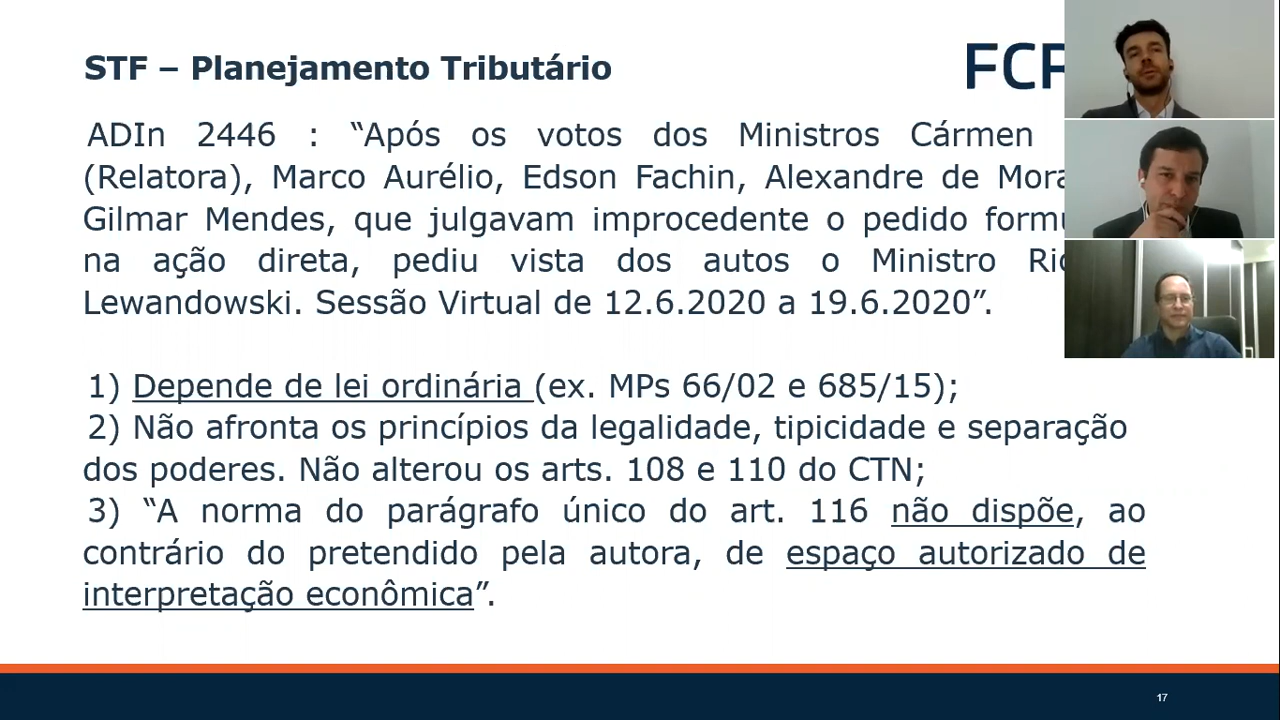 STF – Planejamento Tributário
FCR
ADIn 2446 : “Após os votos dos Ministros Cármen
(Relatora), Marco Aurélio, Edson Fachin, Alexandre de
Gilmar Mendes, que julgavam improcedente o pedido
na ação direta, pediu vista dos autos o Ministro
Lewandowski. Sessão Virtual de 12.6.2020 a 19.6.2020”.
1) Depende de lei ordinária (ex. MPs 66/02 e 685/15);
2) Não afronta os princípios da legalidade, tipicidade e separação
dos poderes. Não alterou os arts. 108 e 110 do CTN;
3) “A norma do parágrafo único do art. 116 não dispõe, ao
contrário do pretendido pela autora, de espaço autorizado de
interpretação econômica”.
17